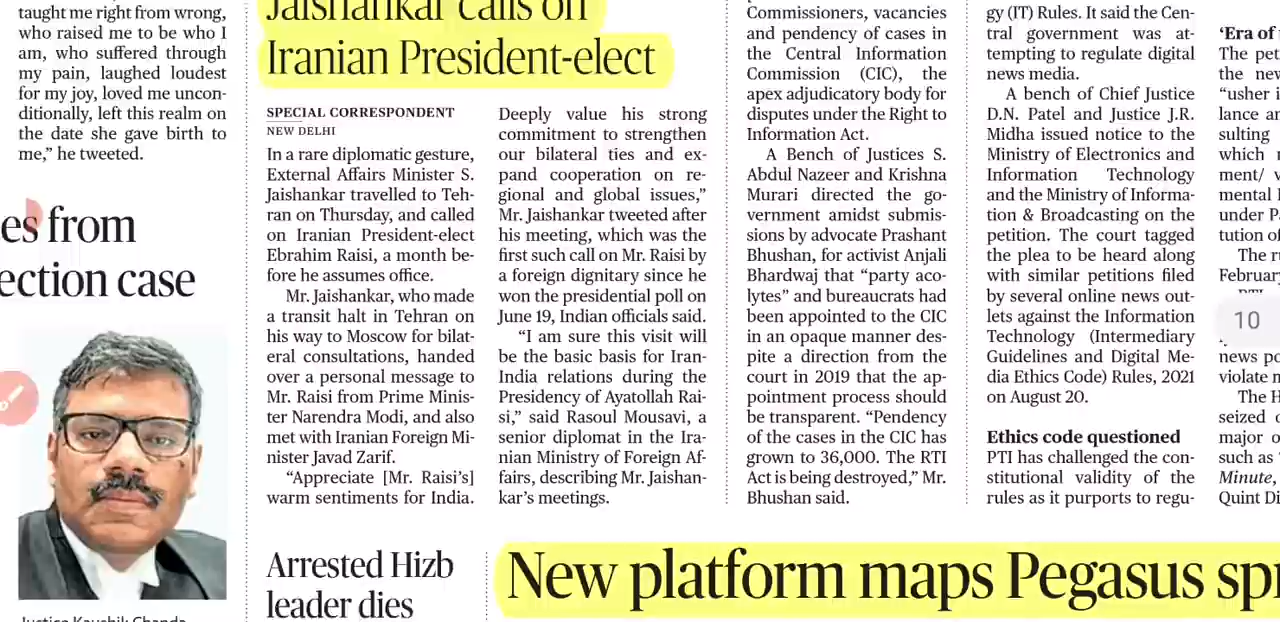 taught me right from wrong,
who raised me to be who I
am, who suffered through
my pain, laughed loudest
for my joy, loved me uncon-
ditionally, left this realm on
the date she gave birth to
me,” he tweeted.
es from
ection case
Justice Kaushik Chanda
Jaishankar calls on
Iranian President-elect
SPECIAL CORRESPONDENT
NEW DELHI
In a rare diplomatic gesture,
External Affairs Minister S.
Jaishankar travelled to Teh-
ran on Thursday, and called
on Iranian President-elect
Ebrahim Raisi, a month be-
fore he assumes office.
Mr. Jaishankar, who made
a transit halt in Tehran on
his way to Moscow for bilat-
eral consultations, handed
over a personal message to
Mr. Raisi from Prime Minis-
ter Narendra Modi, and also
met with Iranian Foreign Mi-
nister Javad Zarif.
“Appreciate [Mr. Raisi’s]
warm sentiments for India.
Deeply value his strong
commitment to strengthen
our bilateral ties and ex-
pand cooperation on re-
gional and global issues,”
Mr. Jaishankar tweeted after
his meeting, which was the
first such call on Mr. Raisi by
a foreign dignitary since he
won the presidential poll on
June 19, Indian officials said.
“I am sure this visit will
be the basic basis for Iran-
India relations during the
Presidency of Ayatollah Rai-
si,” said Rasoul Mousavi, a
senior diplomat in the Ira-
nian Ministry of Foreign Af-
fairs, describing Mr. Jaishan-
kar’s meetings.
Commissioners, vacancies
and pendency of cases in
the Central Information
Commission (CIC), the
apex adjudicatory body for
disputes under the Right to
Information Act.
A Bench of Justices S.
Abdul Nazeer and Krishna
Murari directed the go-
vernment amidst submis-
sions by advocate Prashant
Bhushan, for activist Anjali
Bhardwaj that “party aco-
lytes” and bureaucrats had
been appointed to the CIC
in an opaque manner des-
pite a direction from the
court in 2019 that the ap-
pointment process should
be transparent. “Pendency
of the cases in the CIC has
grown to 36,000. The RTI
Act is being destroyed,” Mr.
Bhushan said.
gy (IT) Rules. It said the Cen-
tral government was at-
tempting to regulate digital
news media.
A bench of Chief Justice
D.N. Patel and Justice J.R.
Midha issued notice to the
Ministry of Electronics and
Information Technology
and the Ministry of Informa-
tion & Broadcasting on the
petition. The court tagged
the plea to be heard along
with similar petitions filed
by several online news out-
lets against the Information
Technology (Intermediary
Guidelines and Digital Me-
dia Ethics Code) Rules, 2021
on August 20.
Ethics code questioned
PTI has challenged the con-
stitutional validity of the
rules as it purports to regu-
‘Era of
The pet
the new
“usher i
lance an
sulting
which
ment/ v
mental
under P
tution of
The ru
February
10
news po
violate
The H
seized
major
such as
Minute,
Quint Di
Arrested Hizb
leader dies
New platform maps Pegasus spr